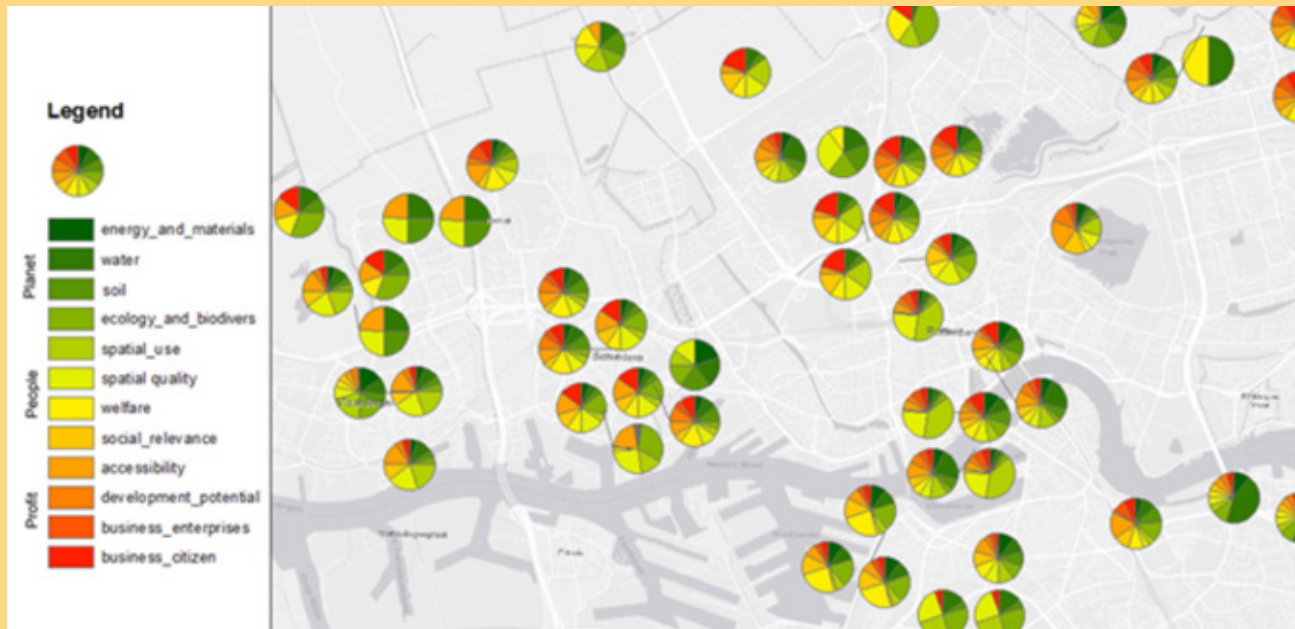 Legend
Planet
energy_and_materials
water
soil
ecology_and_biodivers
spatial_use
People
spatial quality
welfare
social_relevance
accessibility
Profit
development_potential
business_enterprises
business_citizen